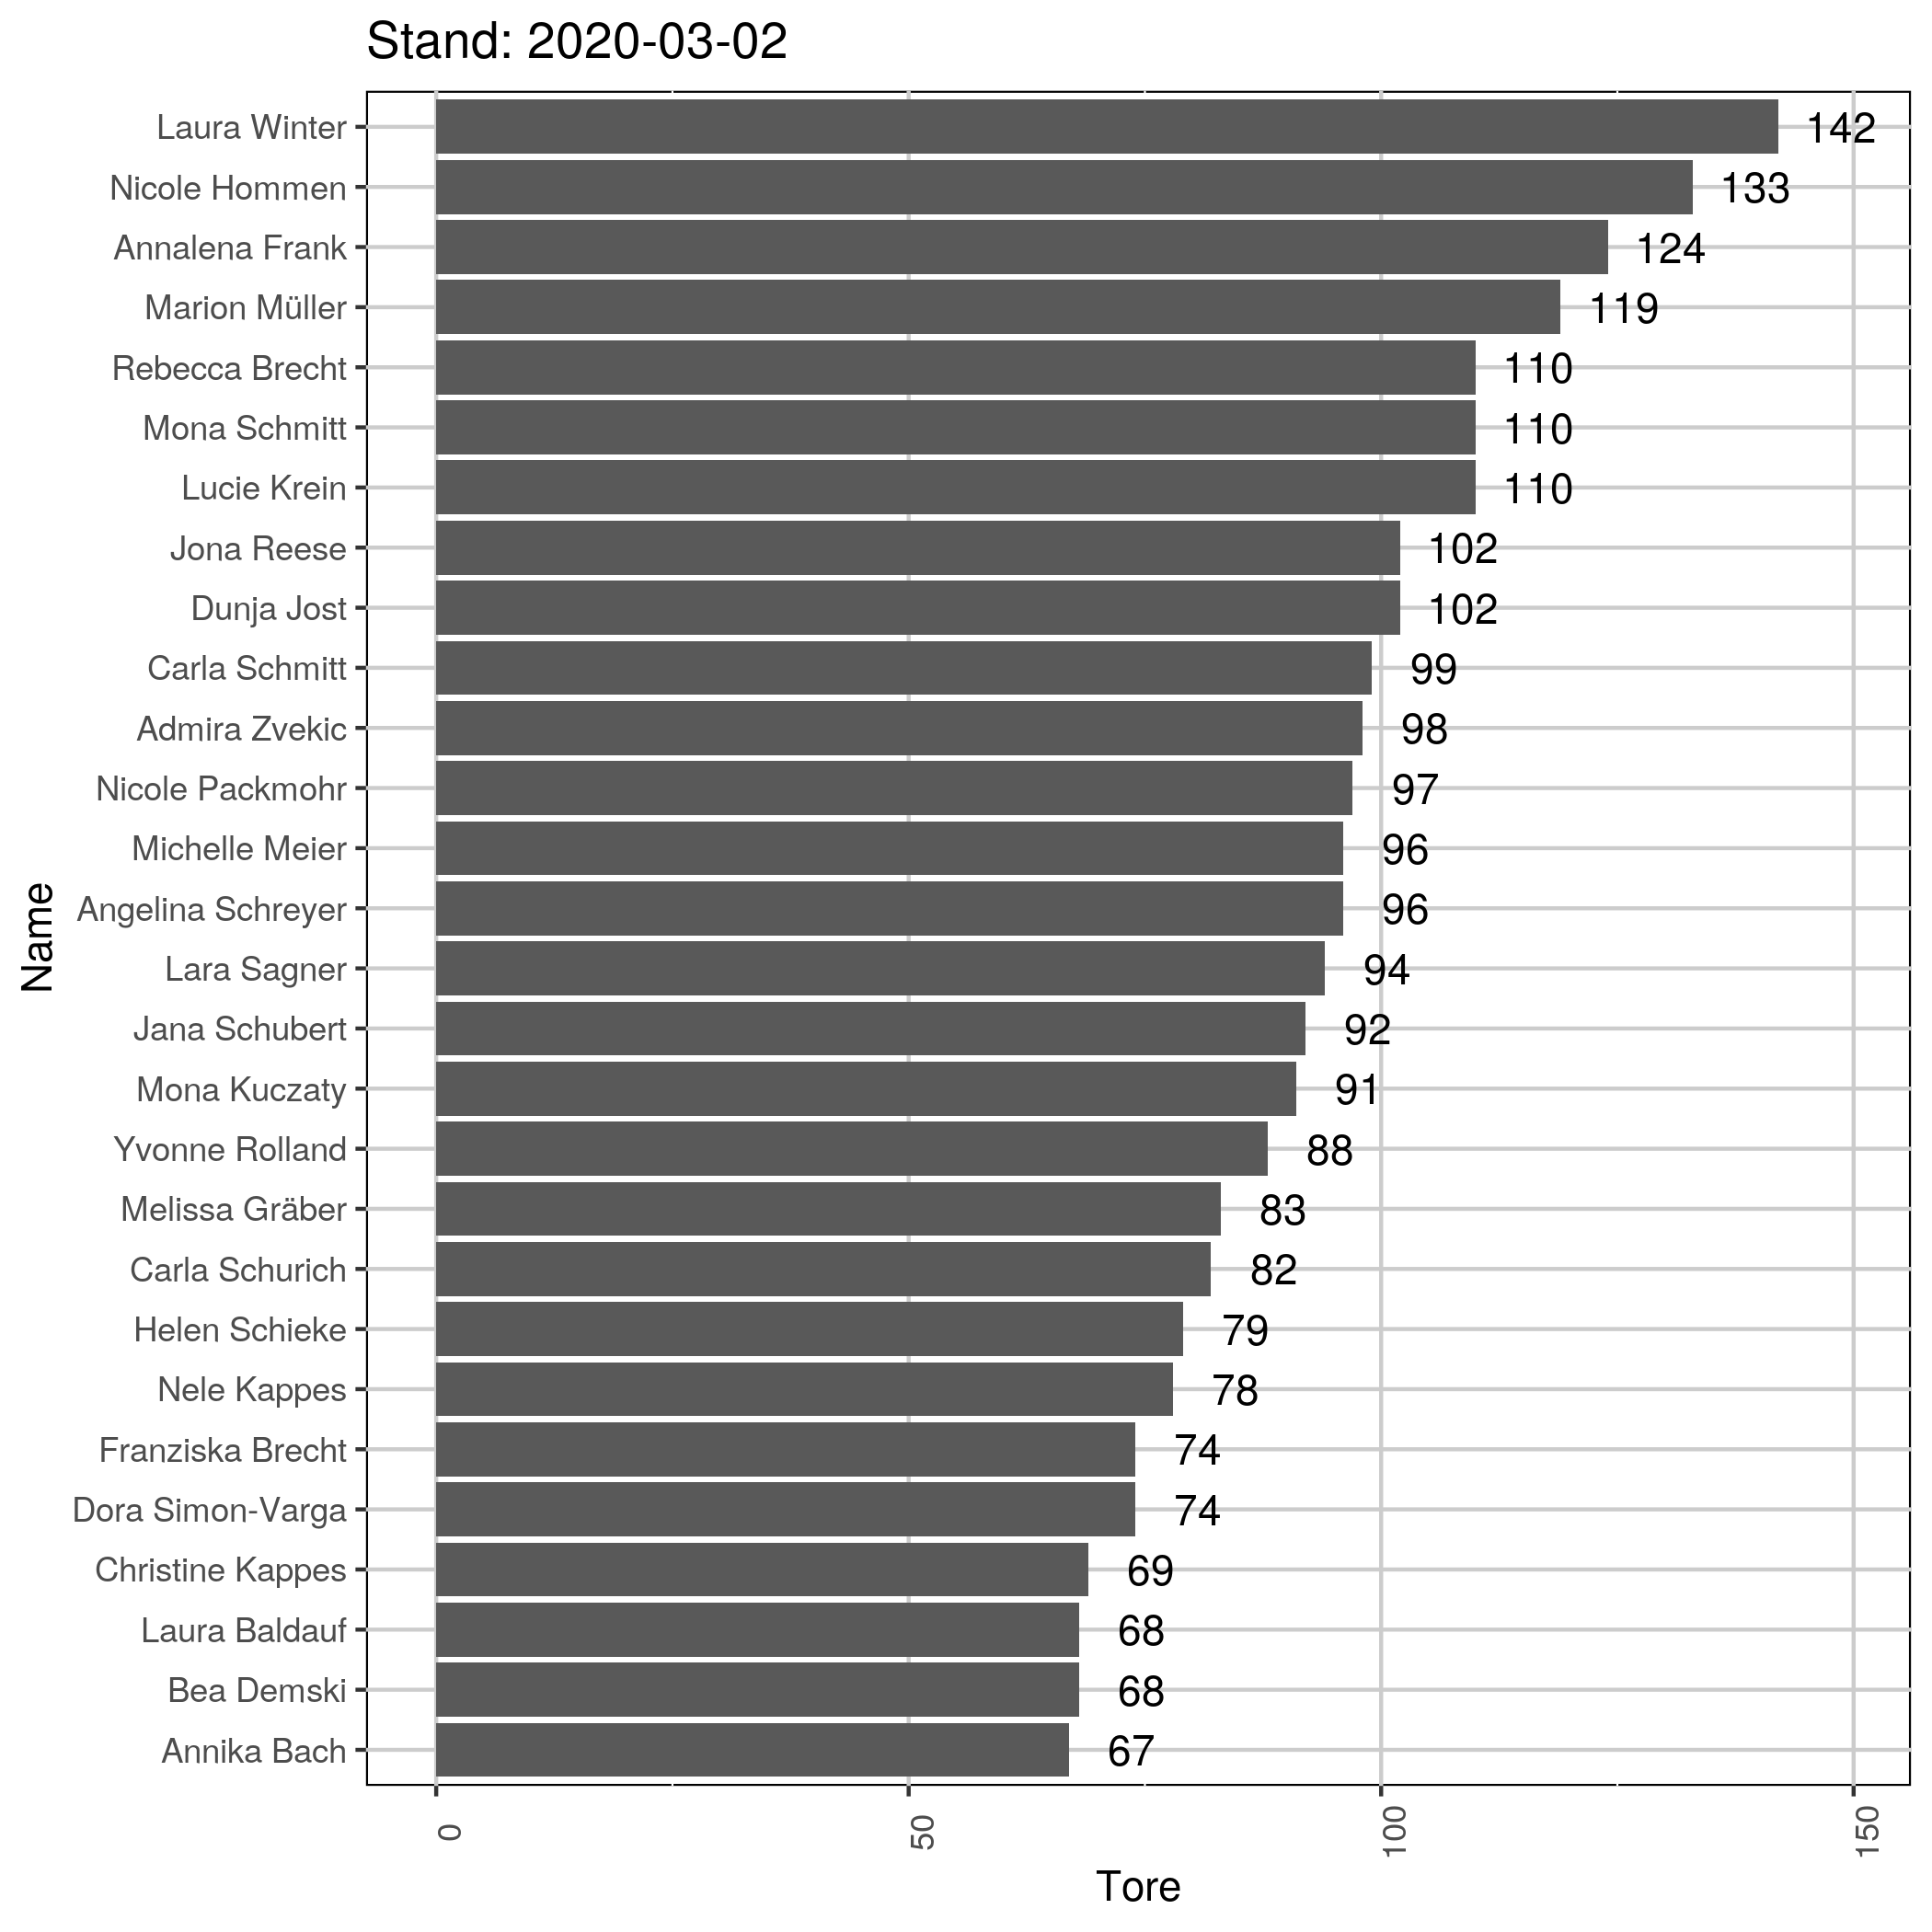 Stand: 2020-03-02
Laura Winter 142
Nicole Hommen 133
Annalena Frank 124
Marion Müller 119
Rebecca Brecht 110
Mona Schmitt 110
Lucie Krein 110
Jona Reese 102
Dunja Jost 102
Carla Schmitt 99
Admira Zvekic 98
Nicole Packmohr 97
Michelle Meier 96
Angelina Schreyer 96
Lara Sagner 94
Jana Schubert 92
Mona Kuczaty 91
Yvonne Rolland 88
Melissa Gräber 83
Carla Schurich 82
Helen Schieke 79
Nele Kappes 78
Franziska Brecht 74
Dora Simon-Varga 74
Christine Kappes 69
Laura Baldauf 68
Bea Demski 68
Annika Bach 67
Name
0 50 100 150
Tore